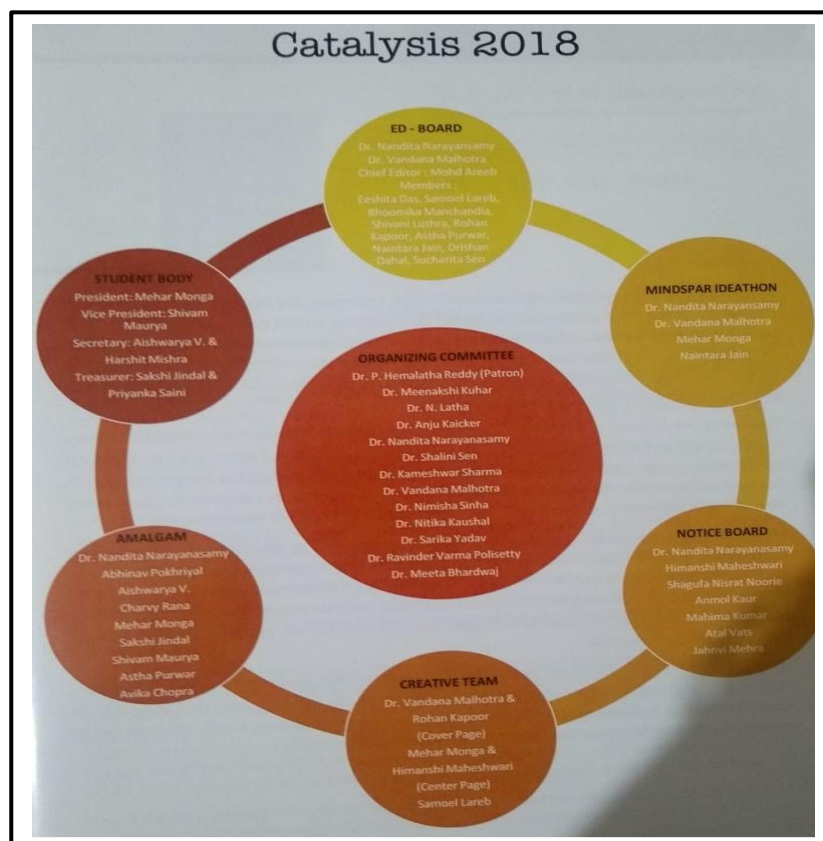 Catalysis 2018
ED - BOARD
Dr. Nandita Narayansamy
Dr. Vandana Malhotra
Chief Editor : Mohd Areeb
Members :
Eeshita Das, Samoel Lareb,
Bhoomika Manchandia,
Shivani Luthra, Rohan
Kapoor, Astha Purwar,
Naintara Jain, Drishan
Dahal, Sucharita Sen
STUDENT BODY
President: Mehar Monga
Vice President: Shivam
Maurya
Secretary: Aishwarya V. &
Harshit Mishra
Treasurer: Sakshi Jindal &
Priyanka Saini
MINDSPAR IDEATHON
Dr. Nandita Narayansamy
Dr. Vandana Malhotra
Mehar Monga
Naintara Jain
ORGANIZING COMMITTEE
Dr. P. Hemalatha Reddy (Patron)
Dr. Meenakshi Kuhar
Dr. N. Latha
Dr. Anju Kaicker
Dr. Nandita Narayanasamy
Dr. Shalini Sen
Dr. Kameshwar Sharma
Dr. Vandana Malhotra
Dr. Nimisha Sinha
Dr. Nitika Kaushal
Dr. Sarika Yadav
Dr. Ravinder Varma Polisetty
Dr. Meeta Bhardwaj
AMALGAM
Dr. Nandita Narayanasamy
Abhinav Pokhriyal
Aishwarya V.
Charvy Rana
Mehar Monga
Sakshi Jindal
Shivam Maurya
Astha Purwar
Avika Chopra
NOTICE BOARD
Dr. Nandita Narayanasamy
Himanshi Maheshwari
Shagufa Nisrat Noorie
Anmol Kaur
Mahima Kumar
Atal Vats
Jahnvi Mehra
CREATIVE TEAM
Dr. Vandana Malhotra &
Rohan Kapoor
(Cover Page)
Mehar Monga &
Himanshi Maheshwari
(Center Page)
Samoel Lareb